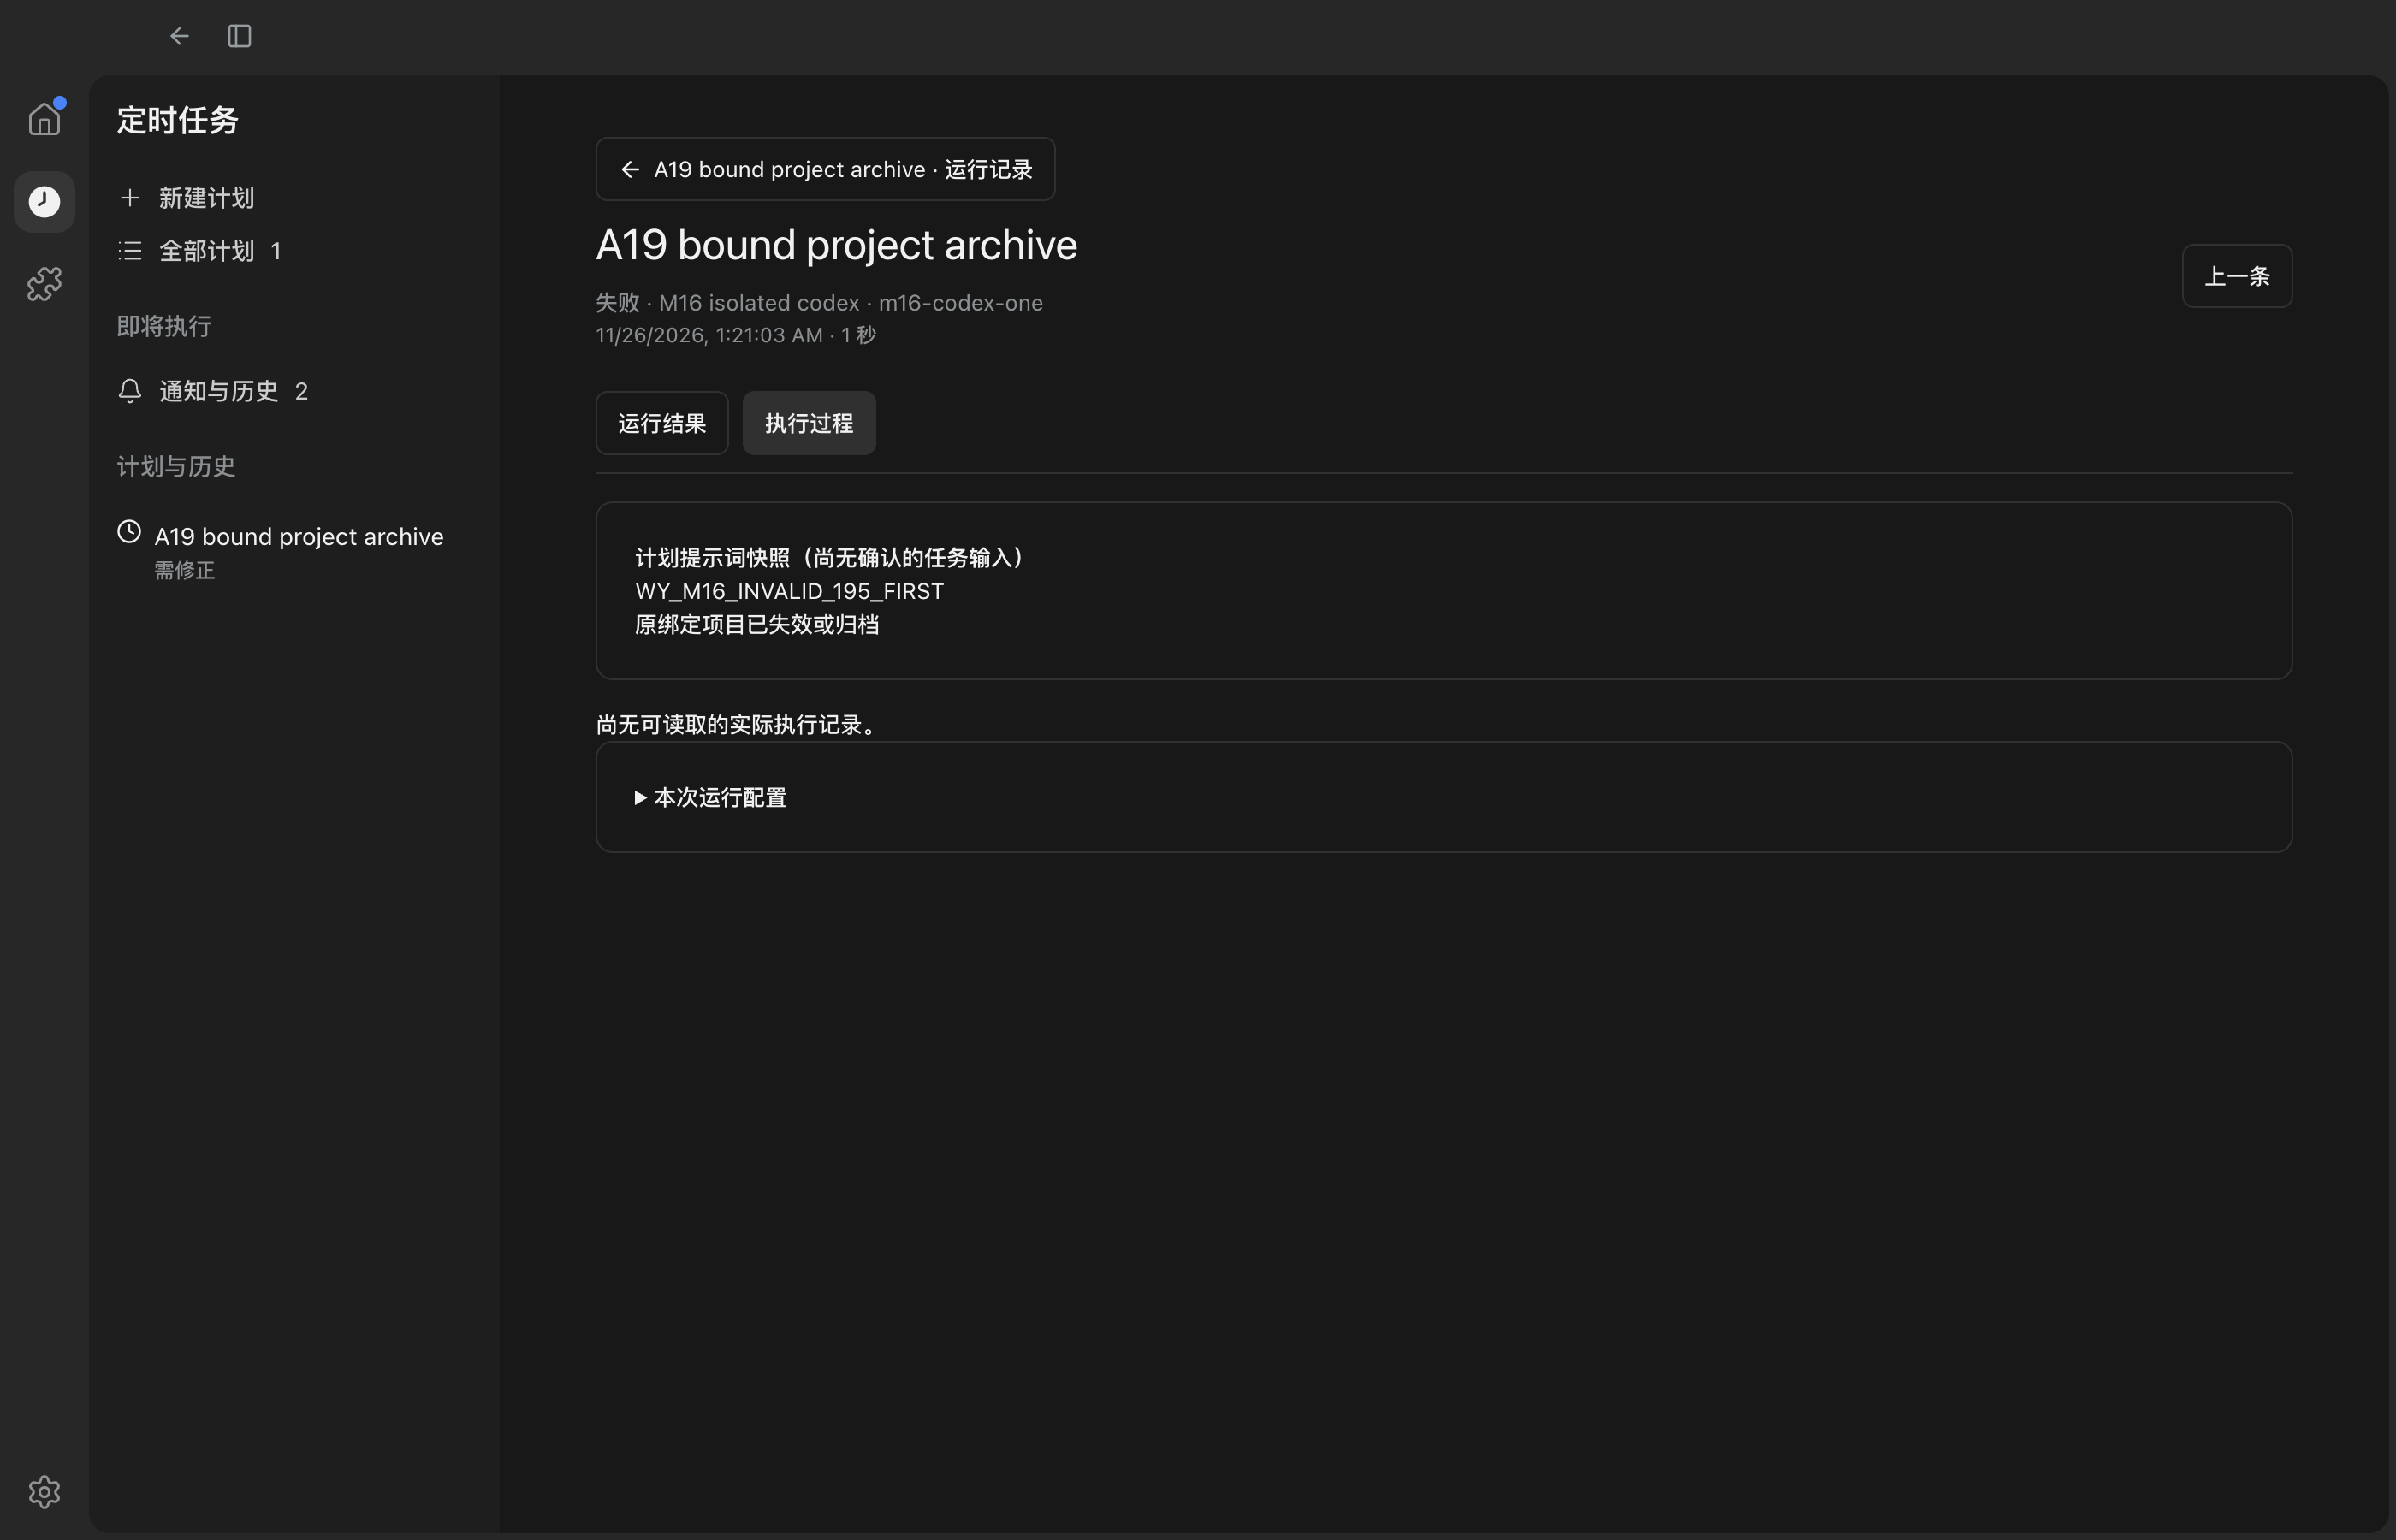 定时任务
新建计划
全部计划 1
即将执行
通知与历史 2
计划与历史
A19 bound project archive
需修正
A19 bound project archive · 运行记录
A19 bound project archive
失败 · M16 isolated codex · m16-codex-one
11/26/2026, 1:21:03 AM · 1 秒
上一条
运行结果
执行过程
计划提示词快照（尚无确认的任务输入）
WY_M16_INVALID_195_FIRST
原绑定项目已失效或归档
尚无可读取的实际执行记录。
本次运行配置